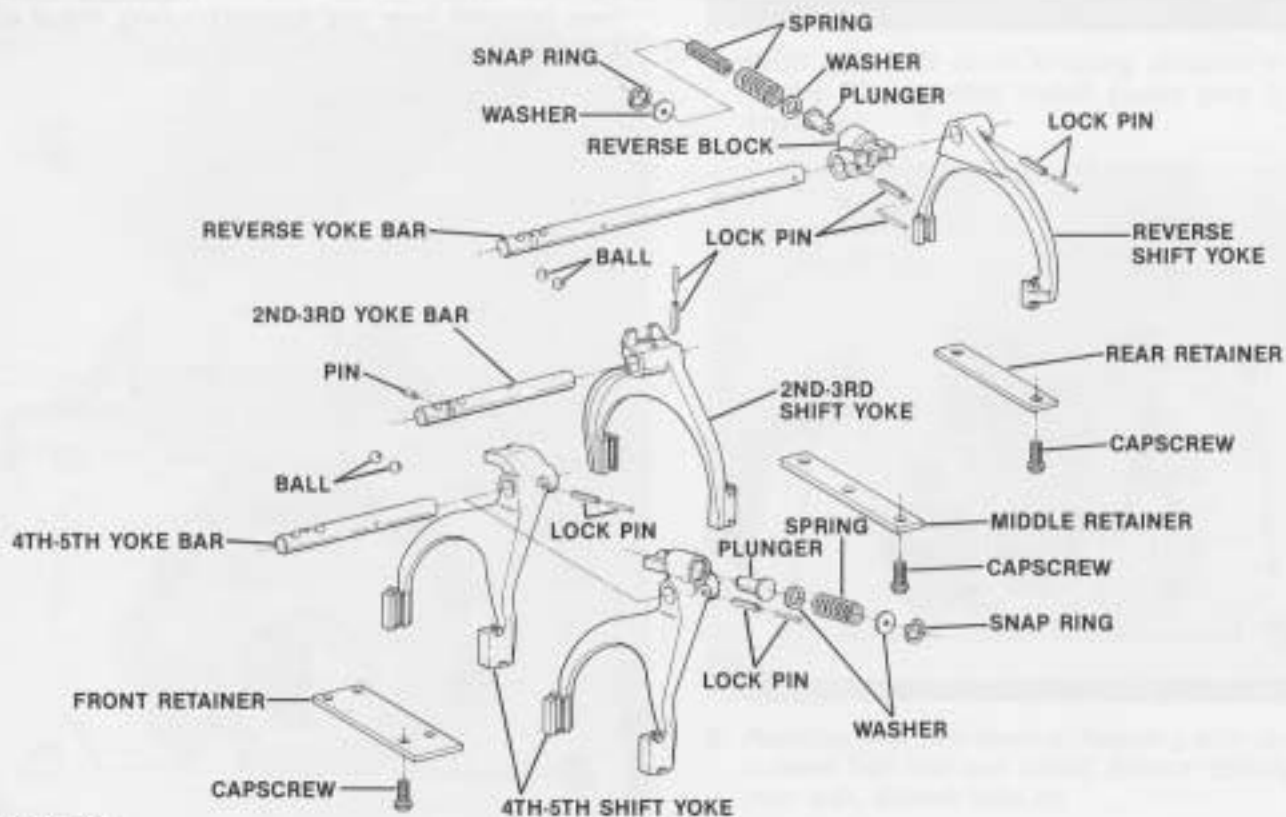 SPRING
SNAP RING
WASHER
WASHER
PLUNGER
LOCK PIN
REVERSE BLOCK
REVERSE YOKE BAR
LOCK PIN
REVERSE
SHIFT YOKE
BALL
2ND-3RD YOKE BAR
REAR RETAINER
PIN
2ND-3RD
SHIFT YOKE
CAPSCREW
BALL
LOCK PIN
SPRING
MIDDLE RETAINER
4TH-5TH YOKE BAR
PLUNGER
CAPSCREW
SNAP RING
LOCK PIN
FRONT RETAINER
WASHER
CAPSCREW
4TH-5TH SHIFT YOKE